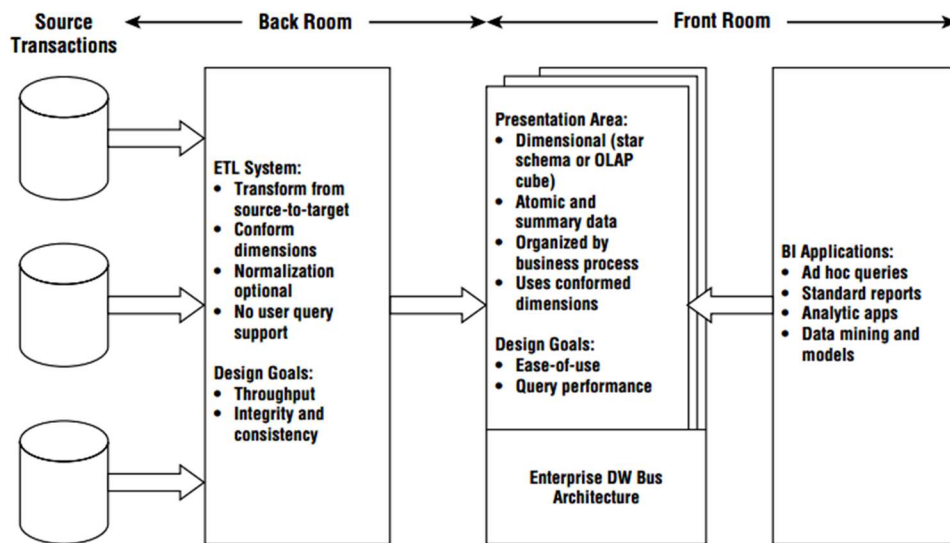 Source
Transactions
Back Room
Front Room
ETL System:
• Transform from
source-to-target
• Conform
dimensions
• Normalization
optional
• No user query
support
Design Goals:
• Throughput
• Integrity and
consistency
Presentation Area:
• Dimensional (star
schema or OLAP
cube)
• Atomic and
summary data
• Organized by
business process
• Uses conformed
dimensions
Design Goals:
• Ease-of-use
• Query performance
Enterprise DW Bus
Architecture
BI Applications:
• Ad hoc queries
• Standard reports
• Analytic apps
• Data mining and
models